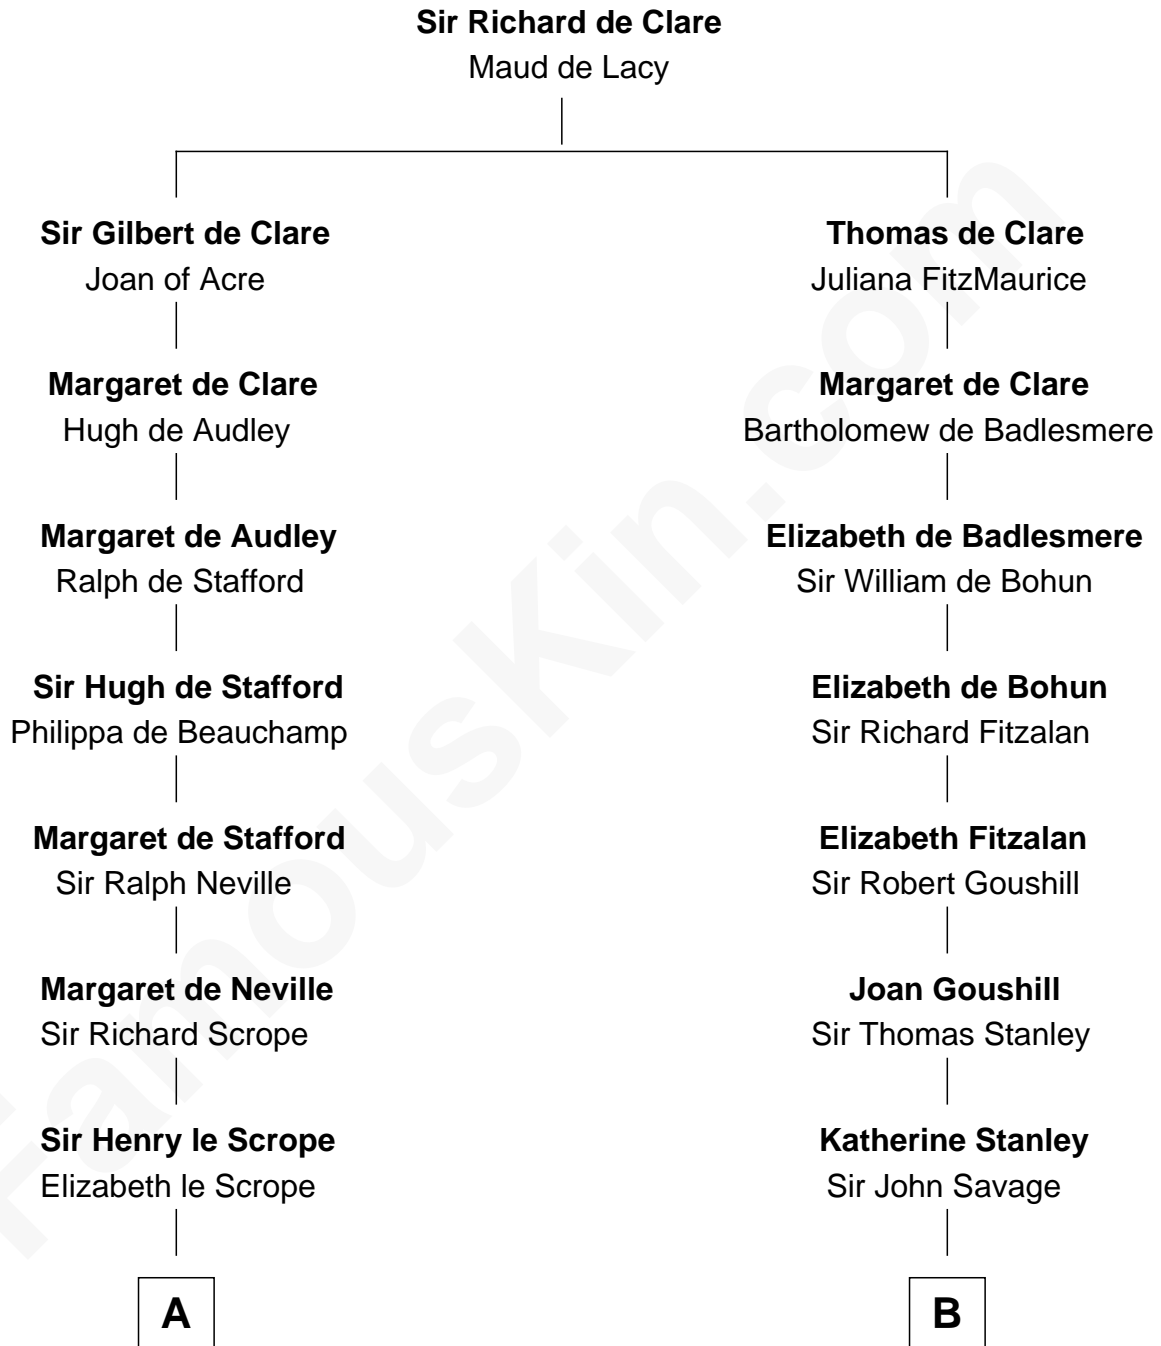 Sir Richard de Clare
Maud de Lacy
Sir Gilbert de Clare
Joan of Acre
Thomas de Clare
Juliana FitzMaurice
Margaret de Clare
Hugh de Audley
Margaret de Clare
Bartholomew de Badlesmere
Margaret de Audley
Ralph de Stafford
Elizabeth de Badlesmere
Sir William de Bohun
Sir Hugh de Stafford
Philippa de Beauchamp
Elizabeth de Bohun
Sir Richard Fitzalan
Margaret de Stafford
Sir Ralph Neville
Elizabeth Fitzalan
Sir Robert Goushill
Margaret de Neville
Sir Richard Scrope
Joan Goushill
Sir Thomas Stanley
Sir Henry le Scrope
Elizabeth le Scrope
Katherine Stanley
Sir John Savage
A
B
FamousKin.com